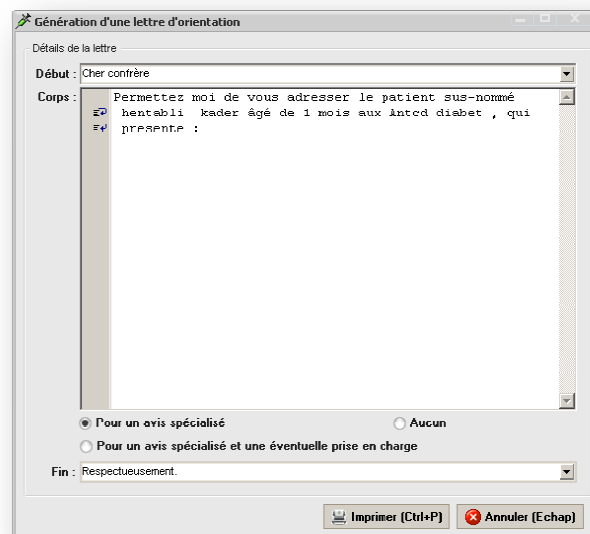 Génération d'une lettre d'orientation
Détails de la lettre
Début : Cher confrère
Corps : Permettez moi de vous adresser le patient sus-nommé
hentabli kader âgé de 1 mois aux Antcd diabet , qui
presente :
Pour un avis spécialisé Aucun
Pour un avis spécialisé et une éventuelle prise en charge
Fin : Respectueusement.
Imprimer (Ctrl+P) Annuler (Echap)